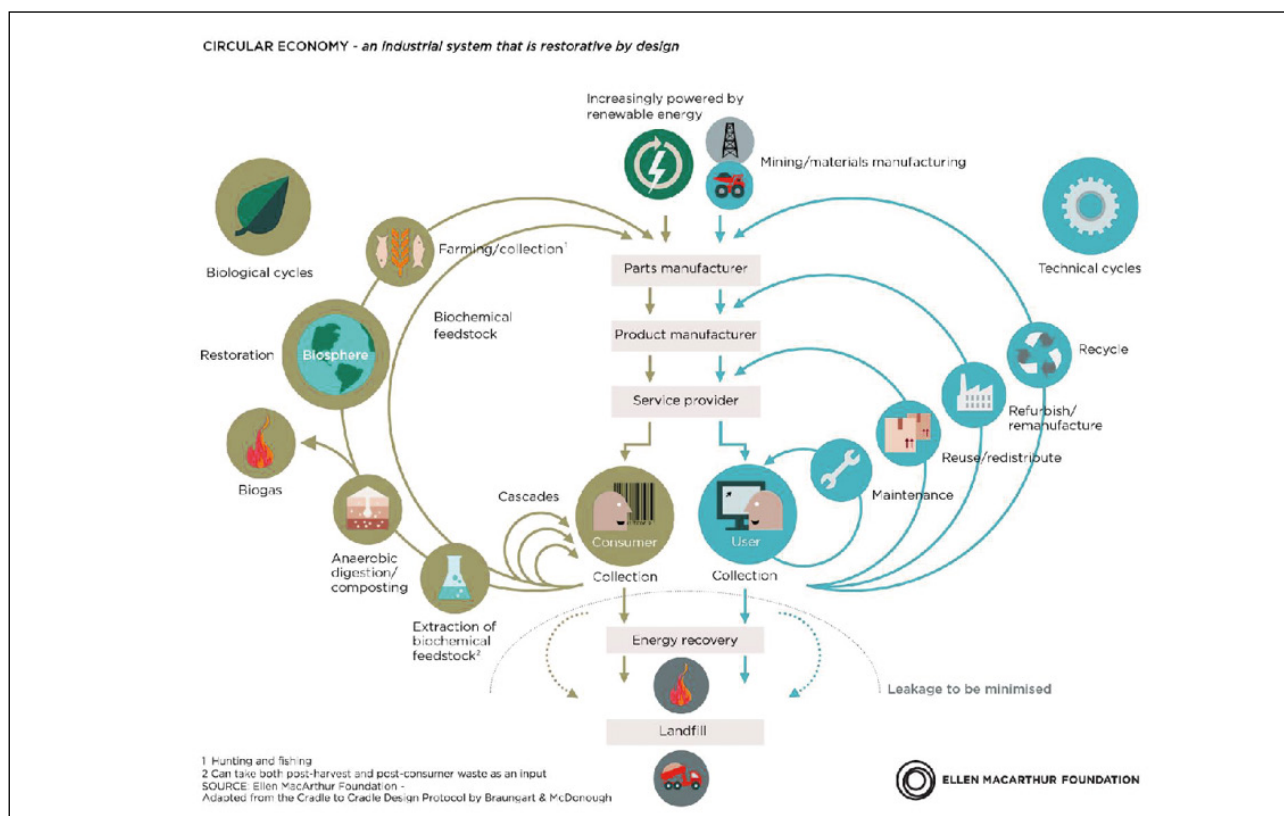 CIRCULAR ECONOMY - an industrial system that is restorative by design
Increasingly powered by
renewable energy
Mining/materials manufacturing
Biological cycles
Farming/collection¹
Technical cycles
Parts manufacturer
Biochemical
feedstock
Product manufacturer
Restoration
Biosphere
Recycle
Service provider
Refurbish/
remanufacture
Reuse/redistribute
Biogas
Cascades
Maintenance
Consumer
User
Anaerobic
digestion/
composting
Collection
Collection
Extraction of
biochemical
feedstock²
Energy recovery
Leakage to be minimised
Landfill
1 Hunting and fishing
2 Can take both post-harvest and post-consumer waste as an input
SOURCE: Ellen MacArthur Foundation -
Adapted from the Cradle to Cradle Design Protocol by Braungart & McDonough
ELLEN MACARTHUR FOUNDATION